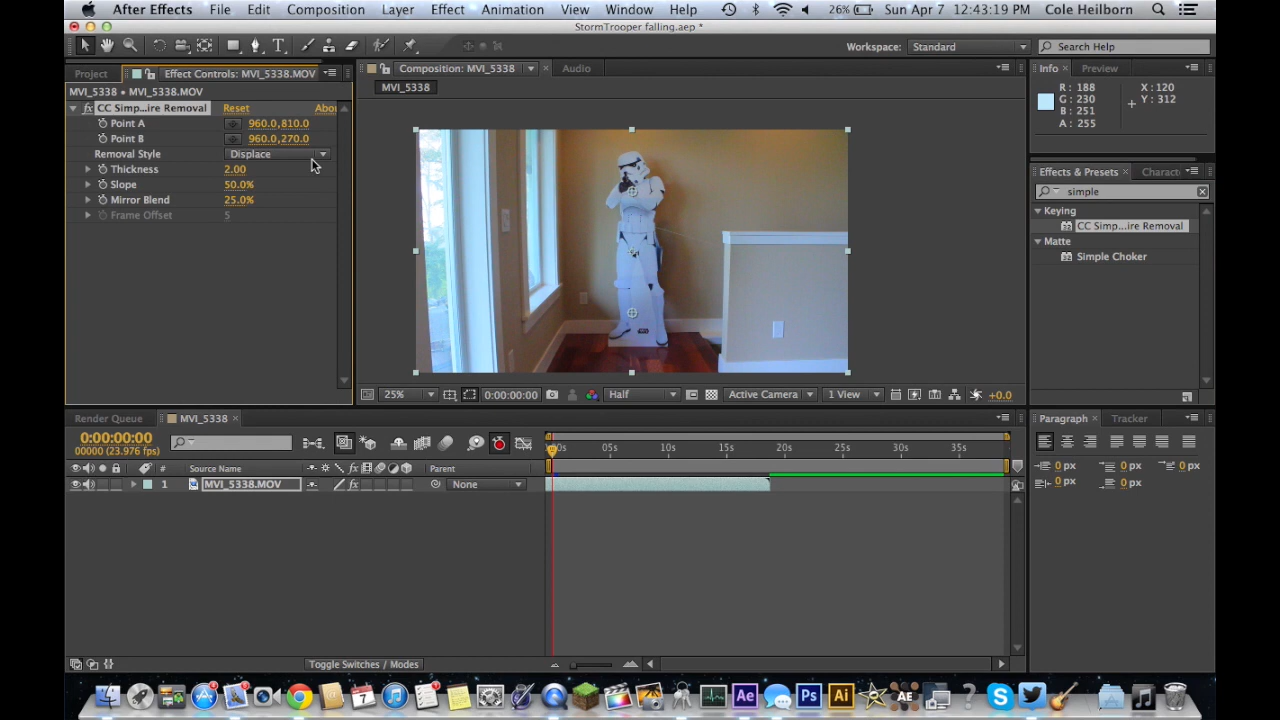 After Effects File Edit Composition Layer Effect Animation View Window Help 26% Sun Apr 7 12:43:19 PM Cole Heilborn
StormTrooper falling.aep *
Workspace: Standard Search Help
Project Effect Controls: MVI_5338.MOV
Composition: MVI_5338 Audio
Info Preview
MVI_5338 • MVI_5338.MOV
MVI_5338
CC Simp...ire Removal Reset Abo
Point A 960.0,810.0
Point B 960.0,270.0
Removal Style Displace
Thickness 2.00
Slope 50.0%
Mirror Blend 25.0%
Frame Offset 5
R: 188
G: 230
B: 251
A: 255
X: 120
Y: 312
Effects & Presets Charact
simple
Keying
CC Simp...ire Removal
Matte
Simple Choker
25% 0:00:00:00 Half Active Camera 1 View +0.0
Render Queue MVI_5338
Paragraph Tracker
0:00:00:00
00000 (23.976 fps)
:00s 05s 10s 15s 20s 25s 30s 35s
# Source Name Parent
1 MVI_5338.MOV None
0 px 0 px 0 px
0 px 0 px
Toggle Switches / Modes
7 Ae Ps Ai AE S